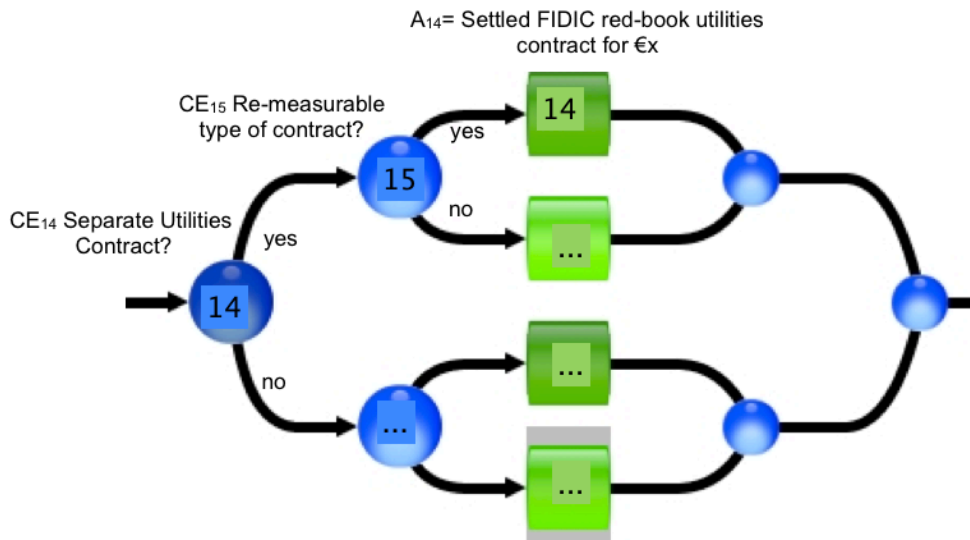 A₁₄= Settled FIDIC red-book utilities
contract for €x
CE₁₅ Re-measurable
type of contract?
yes
14
15
no
...
CE₁₄ Separate Utilities
Contract?
yes
14
no
...
...
...